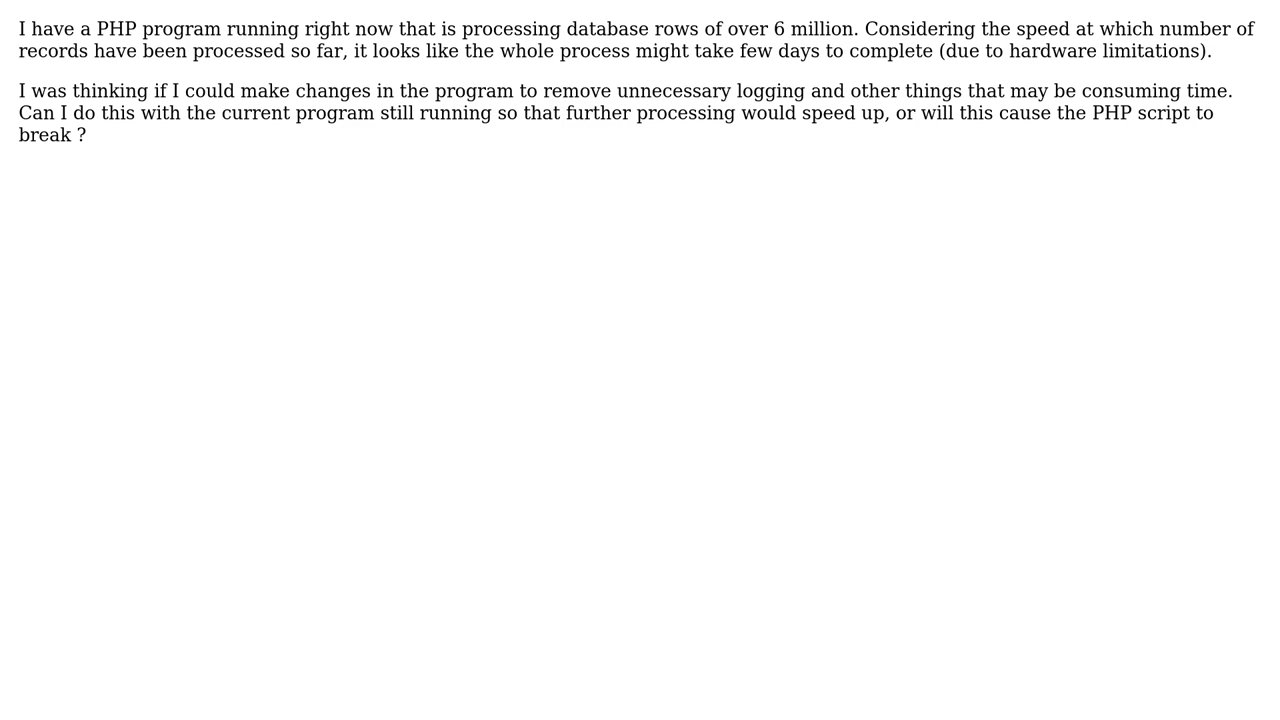 I have a PHP program running right now that is processing database rows of over 6 million. Considering the speed at which number of
records have been processed so far, it looks like the whole process might take few days to complete (due to hardware limitations).
I was thinking if I could make changes in the program to remove unnecessary logging and other things that may be consuming time.
Can I do this with the current program still running so that further processing would speed up, or will this cause the PHP script to
break ?